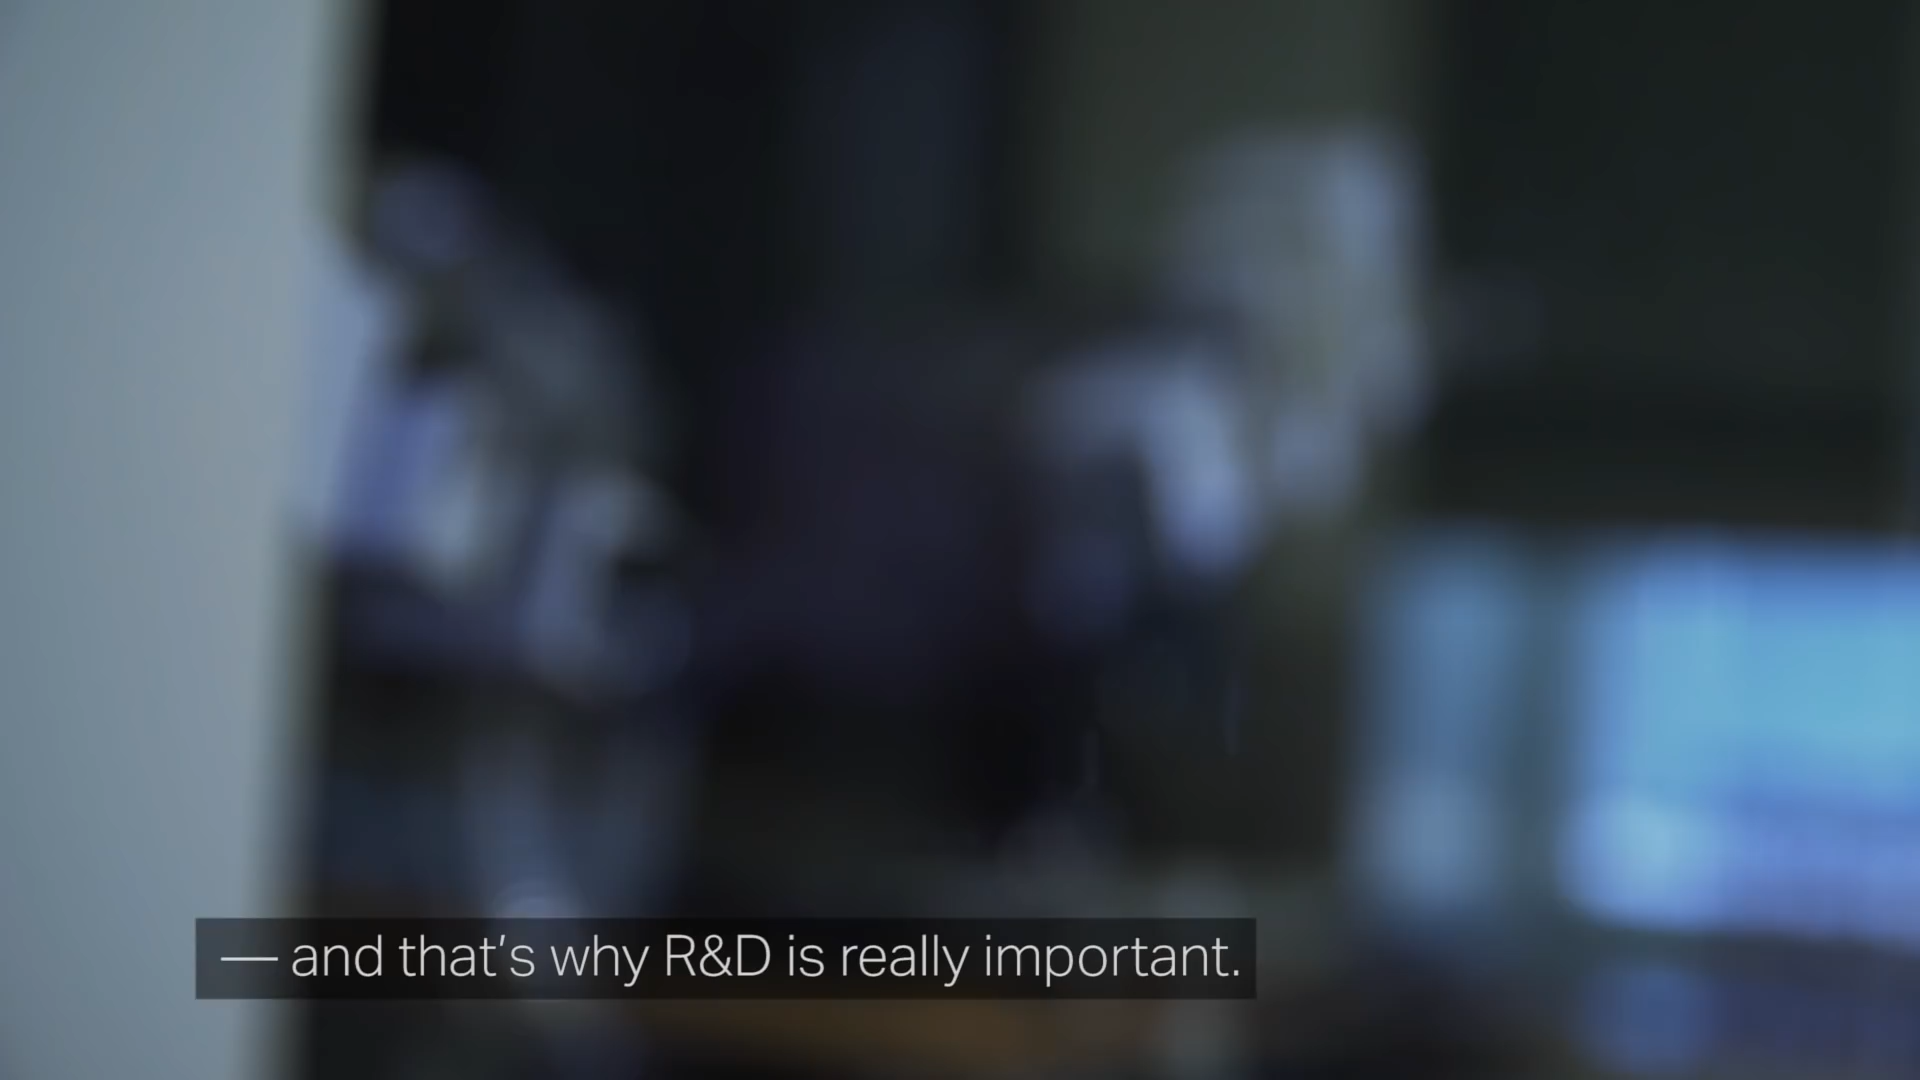 — and that's why R&D is really important.